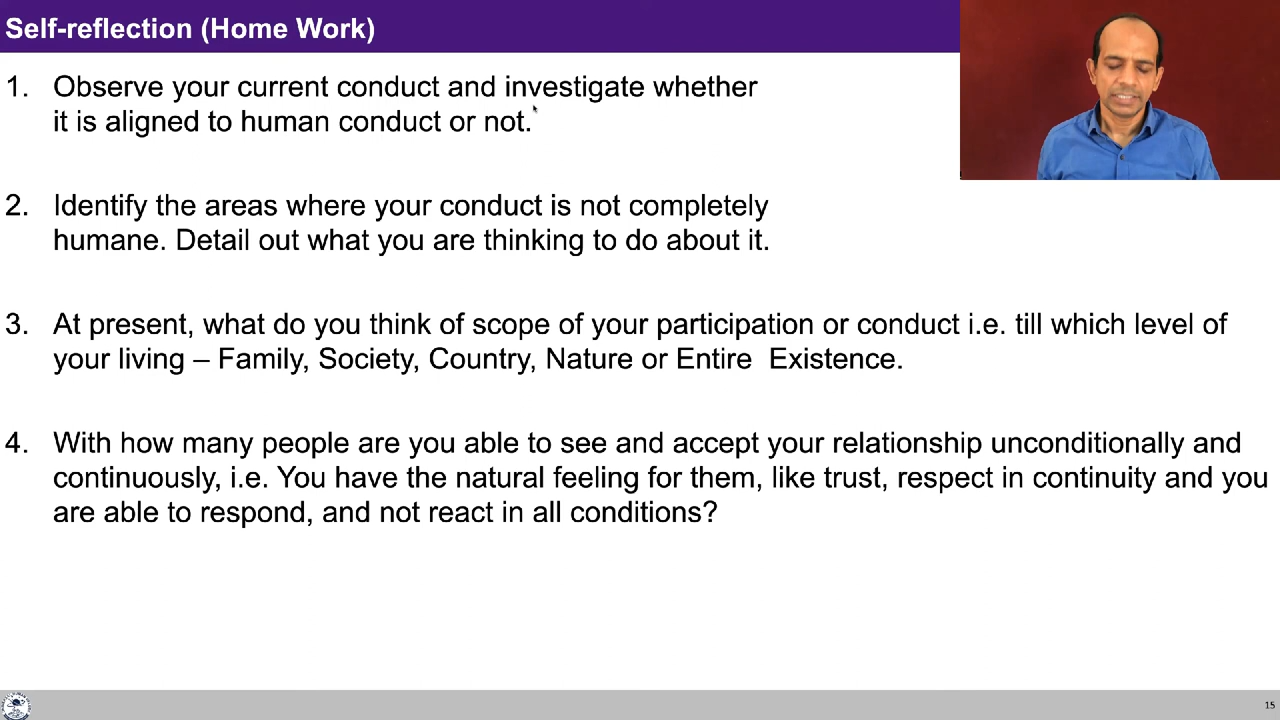 Self-reflection (Home Work)
1. Observe your current conduct and investigate whether
it is aligned to human conduct or not.
2. Identify the areas where your conduct is not completely
humane. Detail out what you are thinking to do about it.
3. At present, what do you think of scope of your participation or conduct i.e. till which level of
your living – Family, Society, Country, Nature or Entire  Existence.
4. With how many people are you able to see and accept your relationship unconditionally and
continuously, i.e. You have the natural feeling for them, like trust, respect in continuity and you
are able to respond, and not react in all conditions?
15